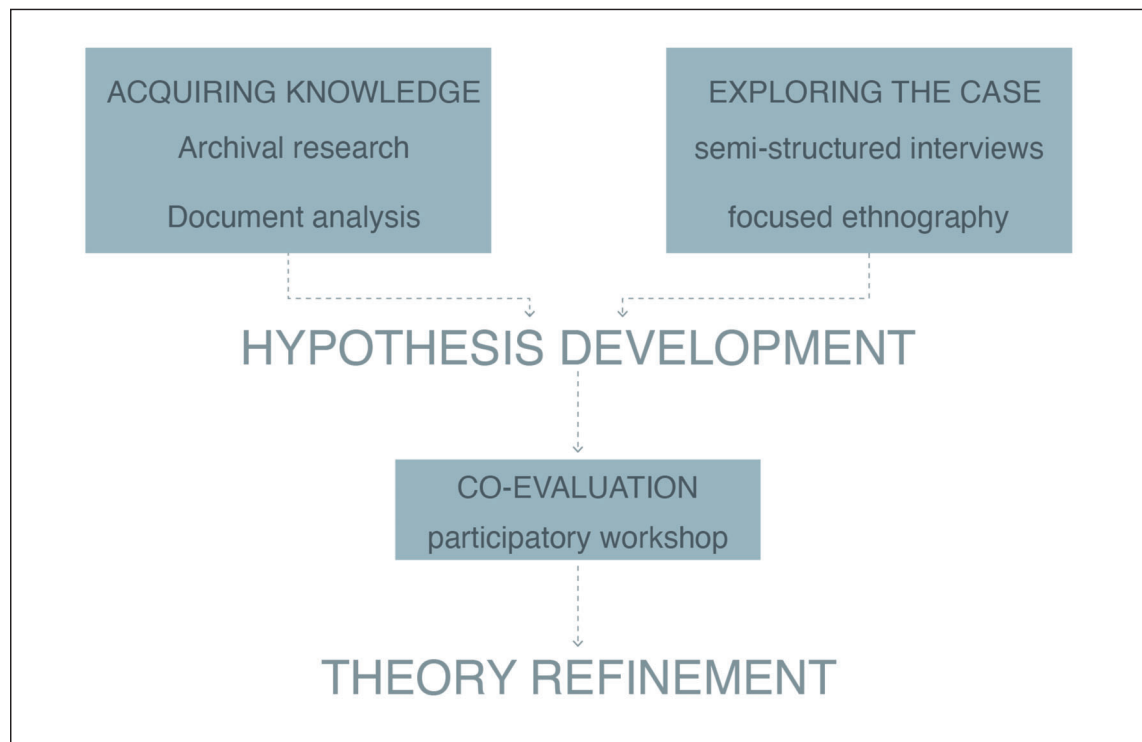 ACQUIRING KNOWLEDGE
Archival research
Document analysis
EXPLORING THE CASE
semi-structured interviews
focused ethnography
HYPOTHESIS DEVELOPMENT
CO-EVALUATION
participatory workshop
THEORY REFINEMENT